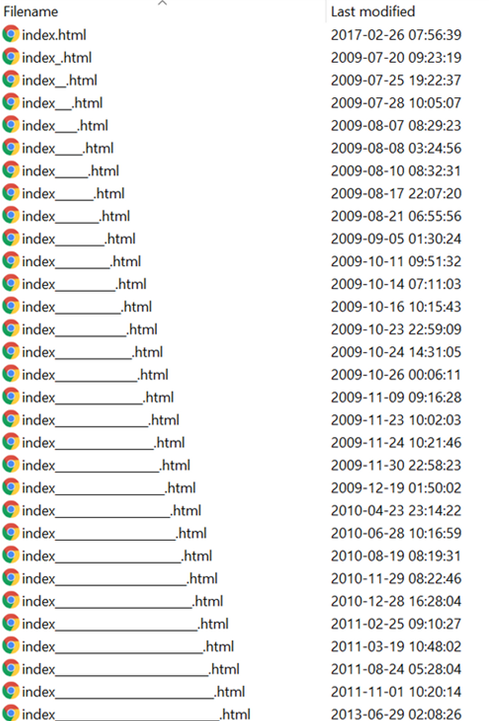 Filename Last modified
index.html 2017-02-26 07:56:39
index_.html 2009-07-20 09:23:19
index__.html 2009-07-25 19:22:37
index___.html 2009-07-28 10:05:07
index____.html 2009-08-07 08:29:23
index_____.html 2009-08-08 03:24:56
index______.html 2009-08-10 08:32:31
index_______.html 2009-08-17 22:07:20
index________.html 2009-08-21 06:55:56
index_________.html 2009-09-05 01:30:24
index__________.html 2009-10-11 09:51:32
index___________.html 2009-10-14 07:11:03
index____________.html 2009-10-16 10:15:43
index_____________.html 2009-10-23 22:59:09
index______________.html 2009-10-24 14:31:05
index_______________.html 2009-10-26 00:06:11
index________________.html 2009-11-09 09:16:28
index_________________.html 2009-11-23 10:02:03
index__________________.html 2009-11-24 10:21:46
index___________________.html 2009-11-30 22:58:23
index____________________.html 2009-12-19 01:50:02
index_____________________.html 2010-04-23 23:14:22
index______________________.html 2010-06-28 10:16:59
index_______________________.html 2010-08-19 08:19:31
index________________________.html 2010-11-29 08:22:46
index_________________________.html 2010-12-28 16:28:04
index__________________________.html 2011-02-25 09:10:27
index___________________________.html 2011-03-19 10:48:02
index____________________________.html 2011-08-24 05:28:04
index_____________________________.html 2011-11-01 10:20:14
index______________________________.html 2013-06-29 02:08:26